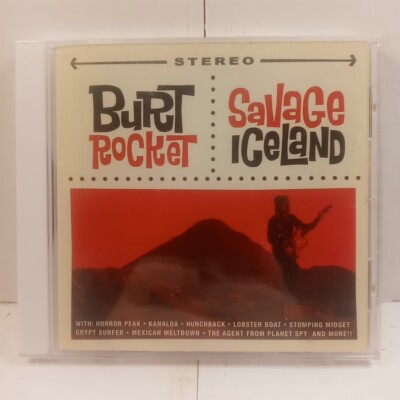 STEREO
BURT ROCKET
SAVAGE ICELAND
WITH: HORROR PEAK • KANALOA • HUNCHBACK • LOBSTER BOAT • STOMPING MIDGET
CRYPT SURFER • MEXICAN MELTDOWN • THE AGENT FROM PLANET SPY AND MORE!!